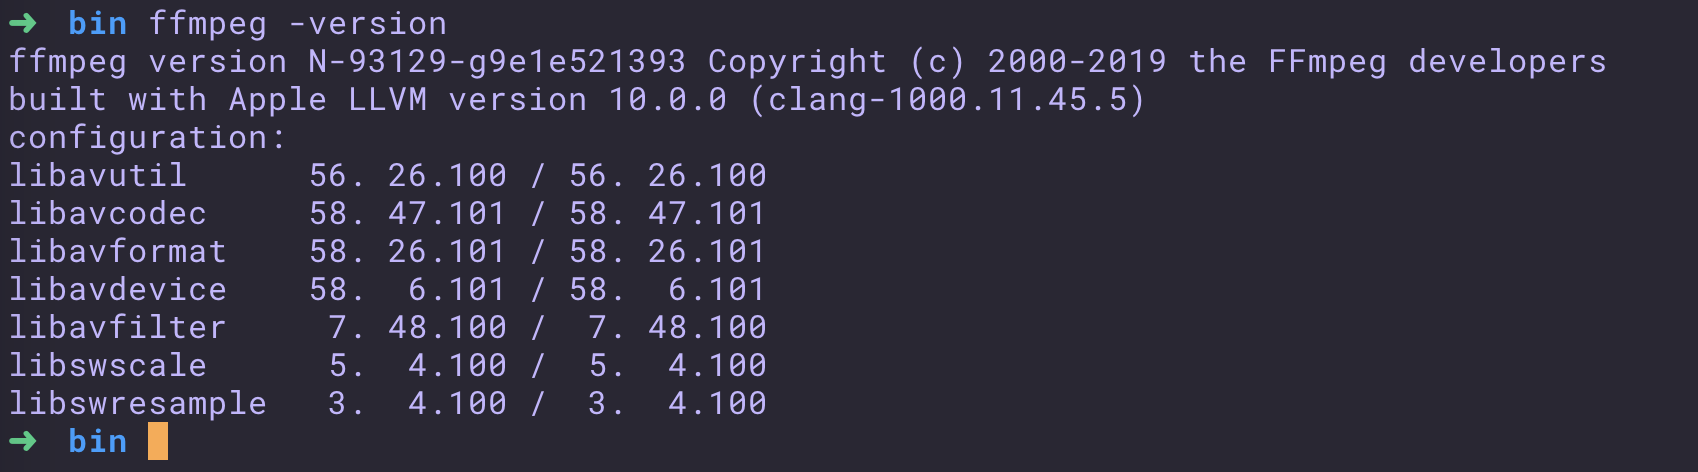 ➜  bin ffmpeg -version
ffmpeg version N-93129-g9e1e521393 Copyright (c) 2000-2019 the FFmpeg developers
built with Apple LLVM version 10.0.0 (clang-1000.11.45.5)
configuration:
libavutil      56. 26.100 / 56. 26.100
libavcodec     58. 47.101 / 58. 47.101
libavformat    58. 26.101 / 58. 26.101
libavdevice    58.  6.101 / 58.  6.101
libavfilter     7. 48.100 /  7. 48.100
libswscale      5.  4.100 /  5.  4.100
libswresample   3.  4.100 /  3.  4.100
➜  bin